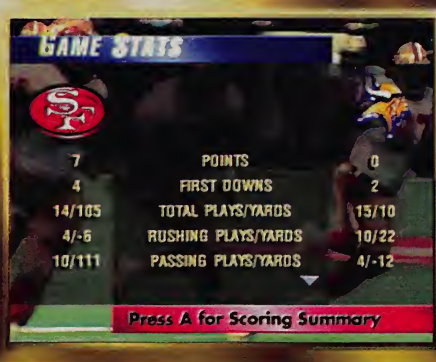 GAME STATS
SF
7 POINTS 0
4 FIRST DOWNS 2
14/105 TOTAL PLAYS/YARDS 15/10
4/-6 RUSHING PLAYS/YARDS 10/22
10/111 PASSING PLAYS/YARDS 4/-12
Press A for Scoring Summary